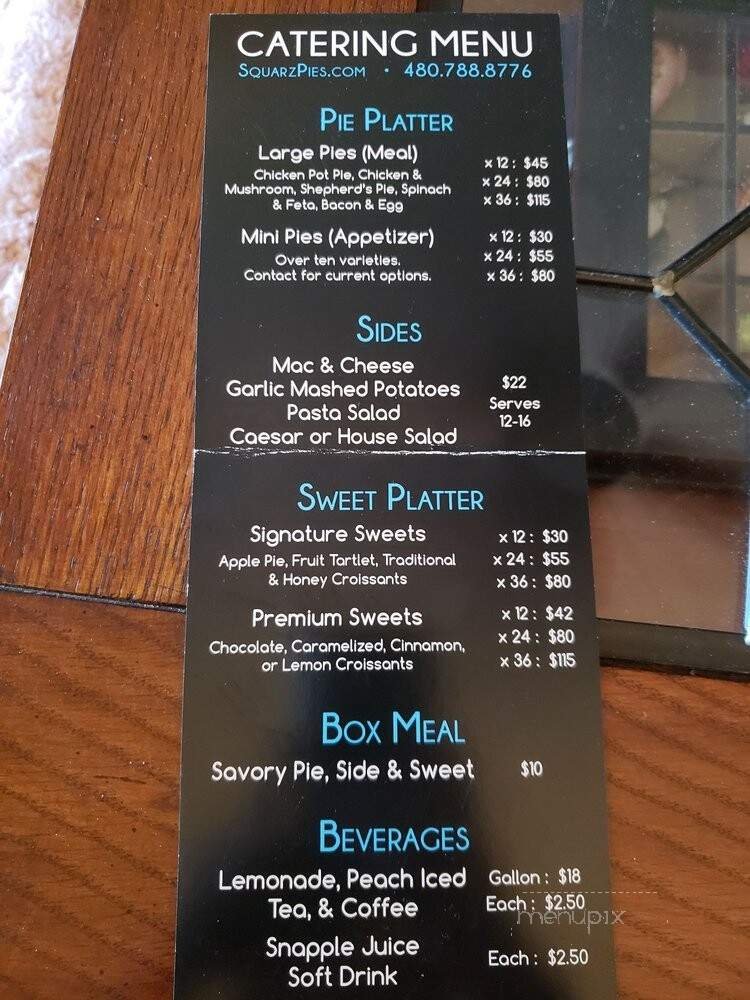 CATERING MENU
SQUARZPIES.COM • 480.788.8776
PIE PLATTER
Large Pies (Meal)
Chicken Pot Pie, Chicken &
Mushroom, Shepherd's Pie, Spinach
& Feta, Bacon & Egg
x 12 : $45
x 24 : $80
x 36 : $115
Mini Pies (Appetizer)
Over ten varieties.
Contact for current options.
x 12 : $30
x 24 : $55
x 36 : $80
SIDES
Mac & Cheese
Garlic Mashed Potatoes
Pasta Salad
Caesar or House Salad
$22
Serves
12-16
SWEET PLATTER
Signature Sweets
Apple Pie, Fruit Tartlet, Traditional
& Honey Croissants
x 12 : $30
x 24 : $55
x 36 : $80
Premium Sweets
Chocolate, Caramelized, Cinnamon,
or Lemon Croissants
x 12 : $42
x 24 : $80
x 36 : $115
BOX MEAL
Savory Pie, Side & Sweet $10
BEVERAGES
Lemonade, Peach Iced
Tea, & Coffee
Gallon : $18
Each : $2.50
menupix
Snapple Juice
Soft Drink
Each : $2.50